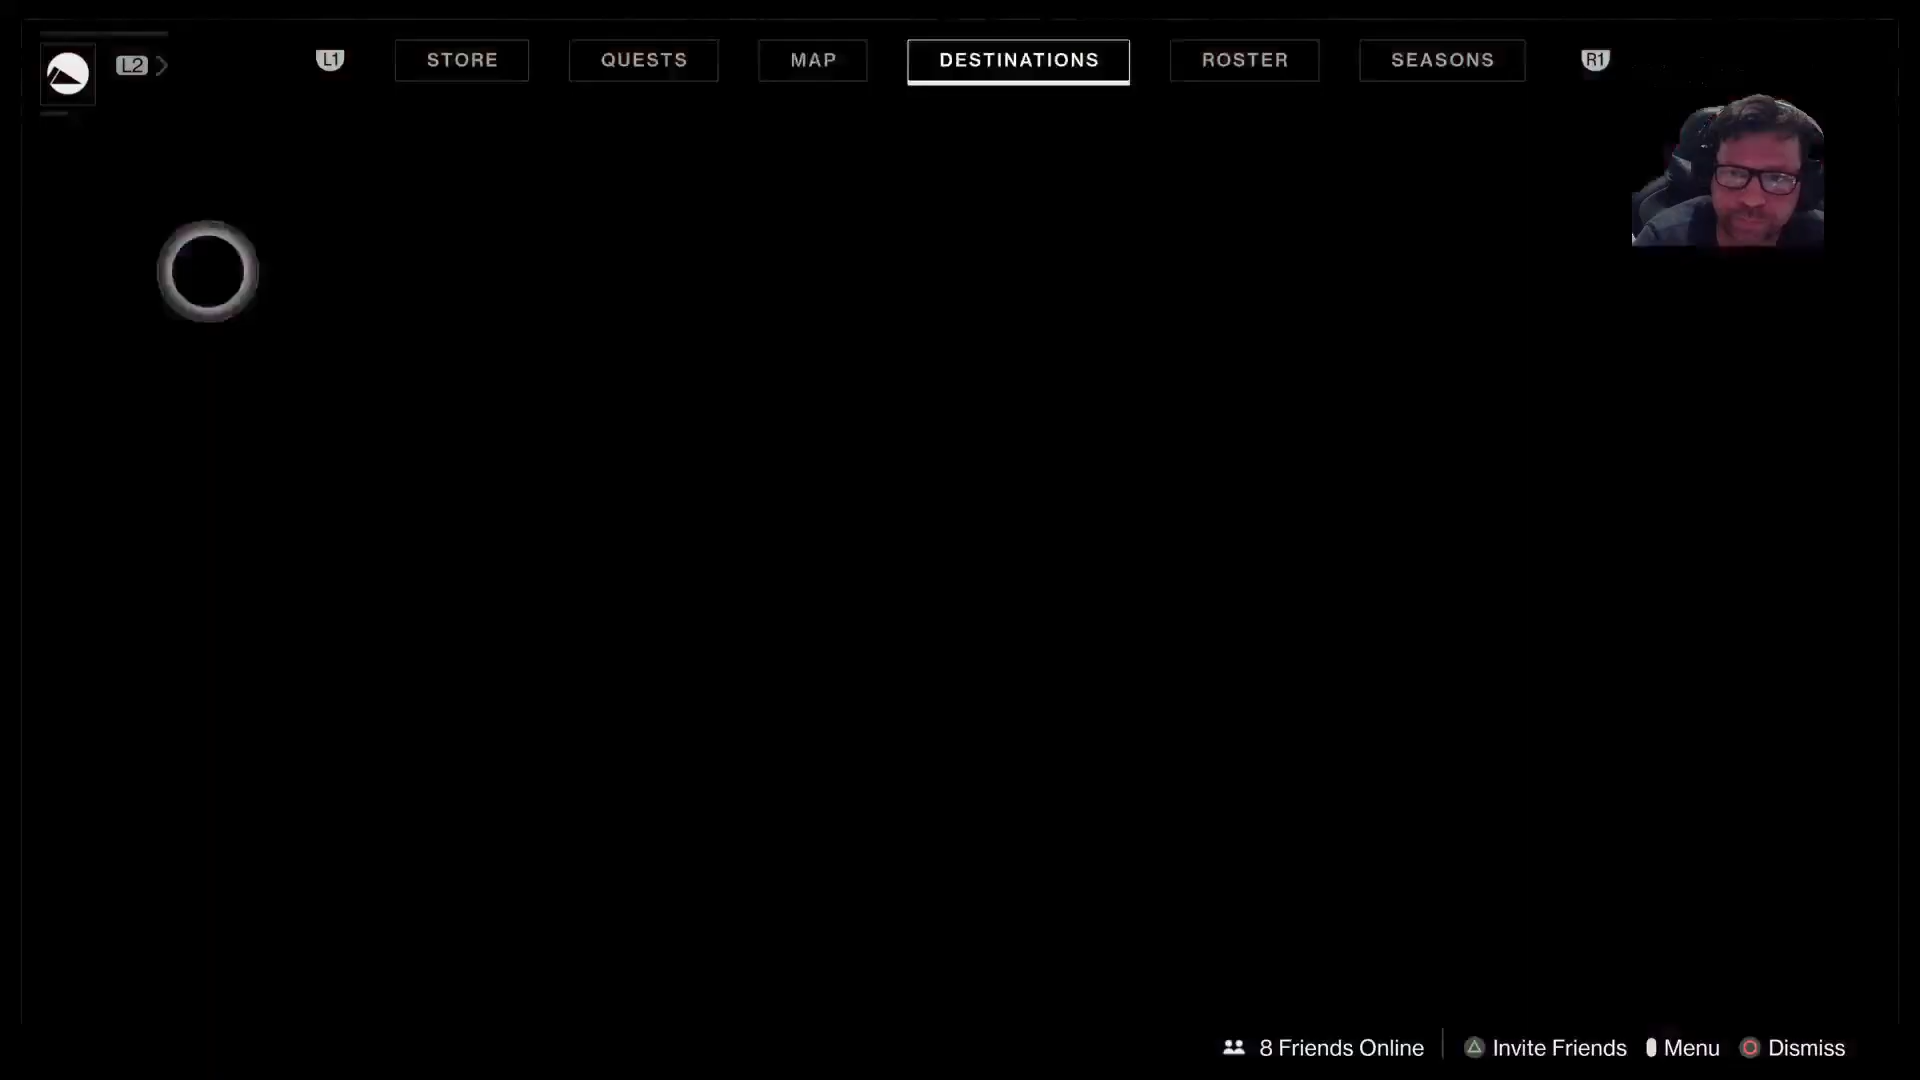 L2
L1
STORE
QUESTS
MAP
DESTINATIONS
ROSTER
SEASONS
R1
8 Friends Online
Invite Friends
Menu
Dismiss